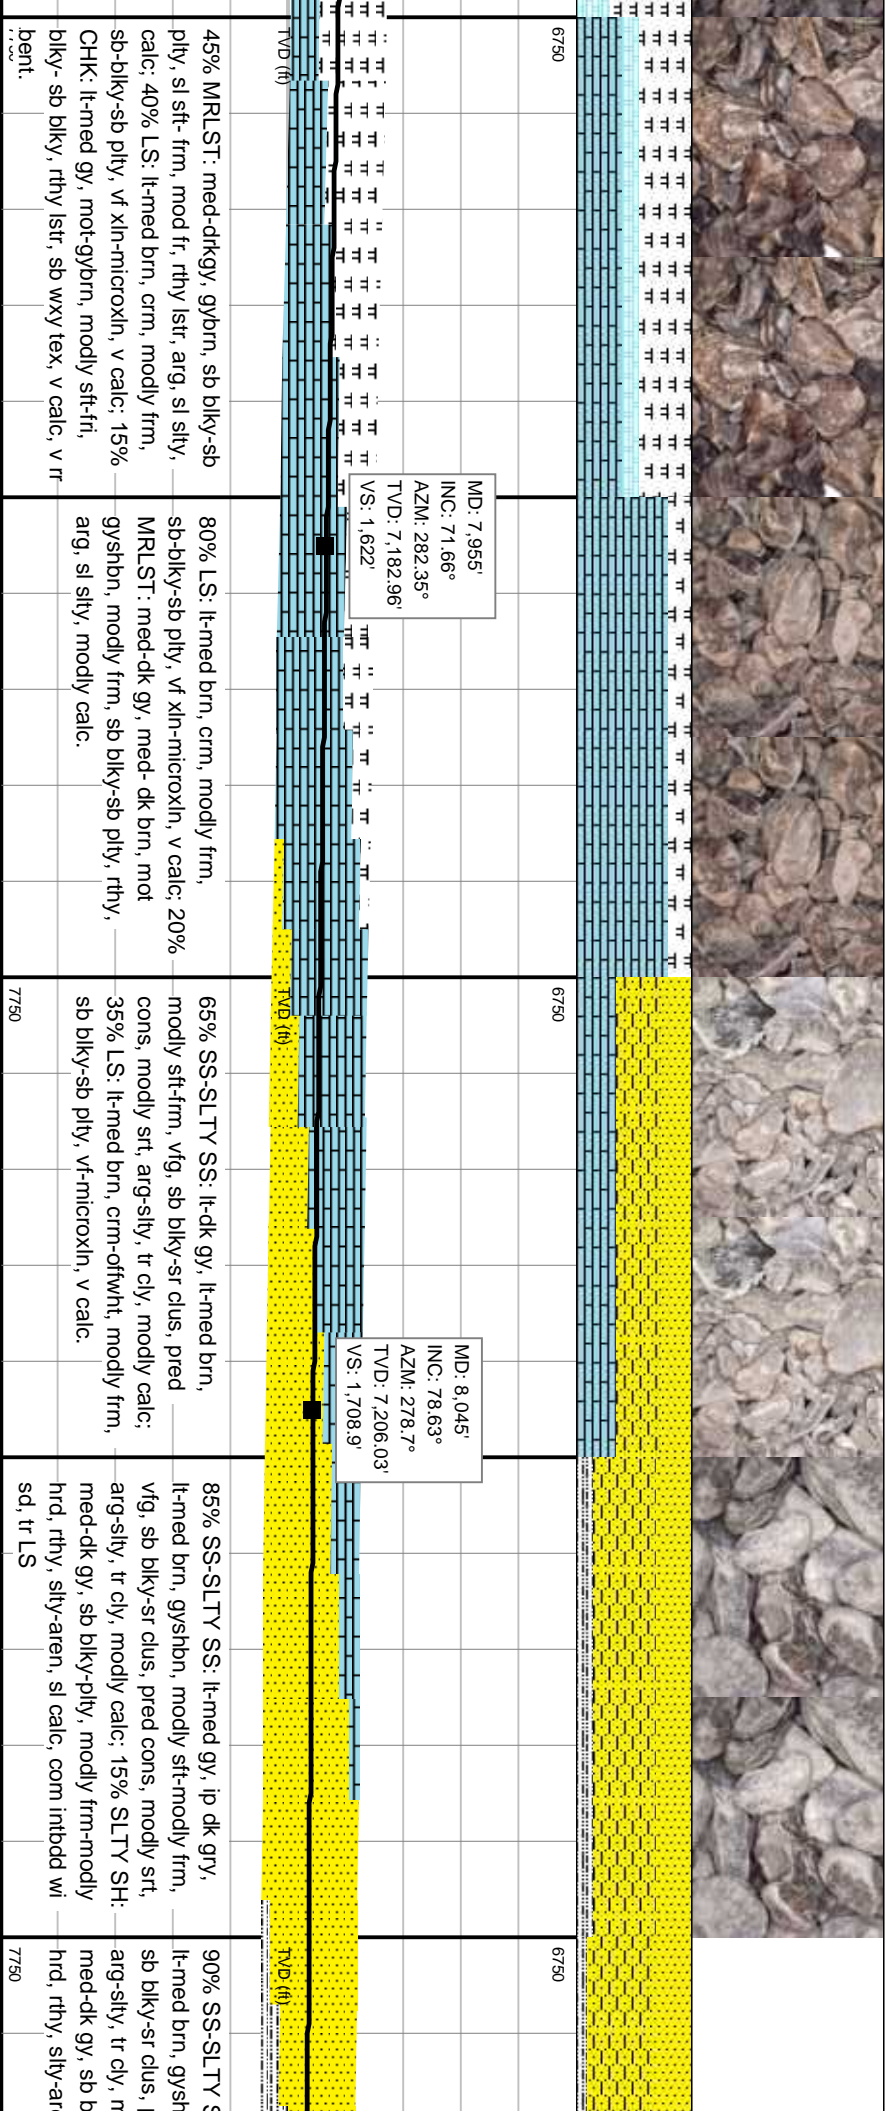 6750
TVD (ft)
45% MRLST: med-drkgy, gybrn, sb blky-sb
plty, sl sft- frm, mod fr, rthy lstr, arg, sl slty,
calc; 40% LS: lt-med brn, crm, modly frm,
sb-blky-sb plty, vf xln-microxln, v calc; 15%
CHK: lt-med gy, mot-gybrn, modly sft-fri,
blky- sb blky, rthy lstr, sb wxy tex, v calc, v rr
bent.
MD: 7,955'
INC: 71.66°
AZM: 282.35°
TVD: 7,182.96'
VS: 1,622'
80% LS: lt-med brn, crm, modly frm,
sb-blky-sb plty, vf xln-microxln, v calc; 20%
MRLST: med-dk gy, med- dk brn, mot
gyshbn, modly frm, sb blky-sb plty, rthy,
arg, sl slty, modly calc.
6750
TVD (ft)
7750
65% SS-SLTY SS: lt-dk gy, lt-med brn,
modly sft-frm, vfg, sb blky-sr clus, pred
cons, modly srt, arg-slty, tr cly, modly calc;
35% LS: lt-med brn, crm-offwht, modly frm,
sb blky-sb plty, vf-microxln, v calc.
MD: 8,045'
INC: 78.63°
AZM: 278.7°
TVD: 7,206.03'
VS: 1,708.9'
85% SS-SLTY SS: lt-med gy, ip dk gry,
lt-med brn, gyshbn, modly sft-modly frm,
vfg, sb blky-sr clus, pred cons, modly srt,
arg-slty, tr cly, modly calc; 15% SLTY SH:
med-dk gy, sb blky-plty, modly frm-modly
hrd, rthy, slty-aren, sl calc, com intbdd wi
sd, tr LS
6750
TVD (ft)
7750
90% SS-SLTY
lt-med brn,
sb blky-sr clus,
arg-slty, tr cly,
med-dk gy, sb
hrd, rthy,